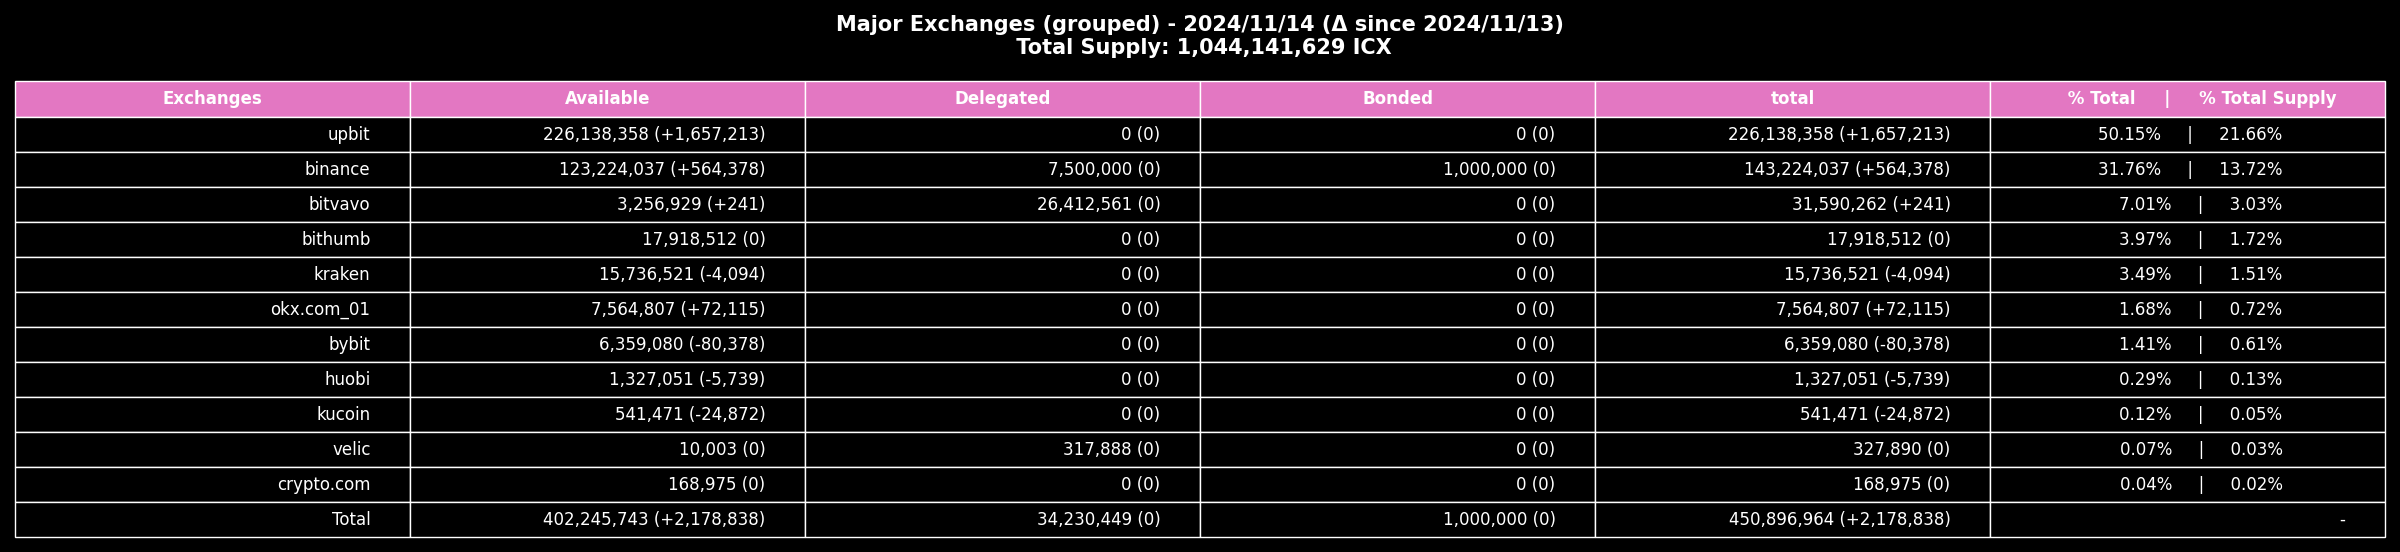 Major Exchanges (grouped) - 2024/11/14 (Δ since 2024/11/13)
Total Supply: 1,044,141,629 ICX
Exchanges Available Delegated Bonded total % Total | % Total Supply
upbit 226,138,358 (+1,657,213) 0 (0) 0 (0) 226,138,358 (+1,657,213) 50.15% | 21.66%
binance 123,224,037 (+564,378) 7,500,000 (0) 1,000,000 (0) 143,224,037 (+564,378) 31.76% | 13.72%
bitvavo 3,256,929 (+241) 26,412,561 (0) 0 (0) 31,590,262 (+241) 7.01% | 3.03%
bithumb 17,918,512 (0) 0 (0) 0 (0) 17,918,512 (0) 3.97% | 1.72%
kraken 15,736,521 (-4,094) 0 (0) 0 (0) 15,736,521 (-4,094) 3.49% | 1.51%
okx.com_01 7,564,807 (+72,115) 0 (0) 0 (0) 7,564,807 (+72,115) 1.68% | 0.72%
bybit 6,359,080 (-80,378) 0 (0) 0 (0) 6,359,080 (-80,378) 1.41% | 0.61%
huobi 1,327,051 (-5,739) 0 (0) 0 (0) 1,327,051 (-5,739) 0.29% | 0.13%
kucoin 541,471 (-24,872) 0 (0) 0 (0) 541,471 (-24,872) 0.12% | 0.05%
velic 10,003 (0) 317,888 (0) 0 (0) 327,890 (0) 0.07% | 0.03%
crypto.com 168,975 (0) 0 (0) 0 (0) 168,975 (0) 0.04% | 0.02%
Total 402,245,743 (+2,178,838) 34,230,449 (0) 1,000,000 (0) 450,896,964 (+2,178,838) -